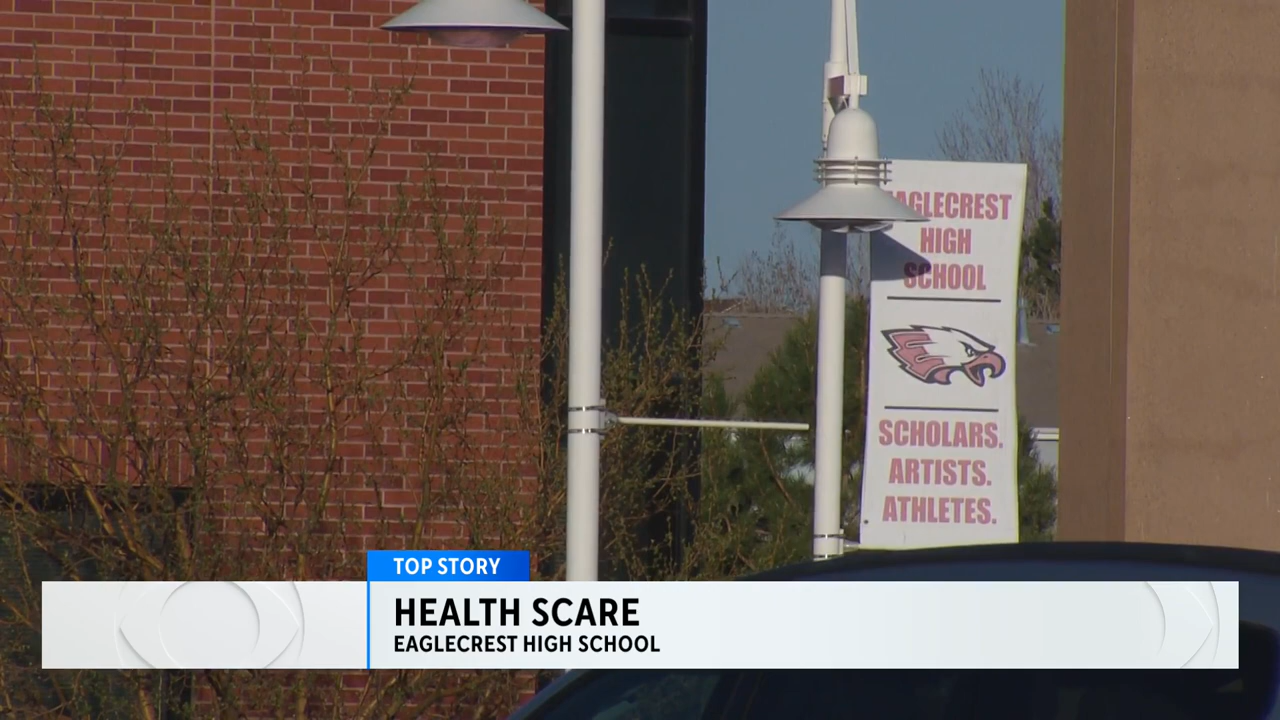 EAGLECREST
HIGH
SCHOOL
SCHOLARS.
ARTISTS.
ATHLETES.
TOP STORY
HEALTH SCARE
EAGLECREST HIGH SCHOOL